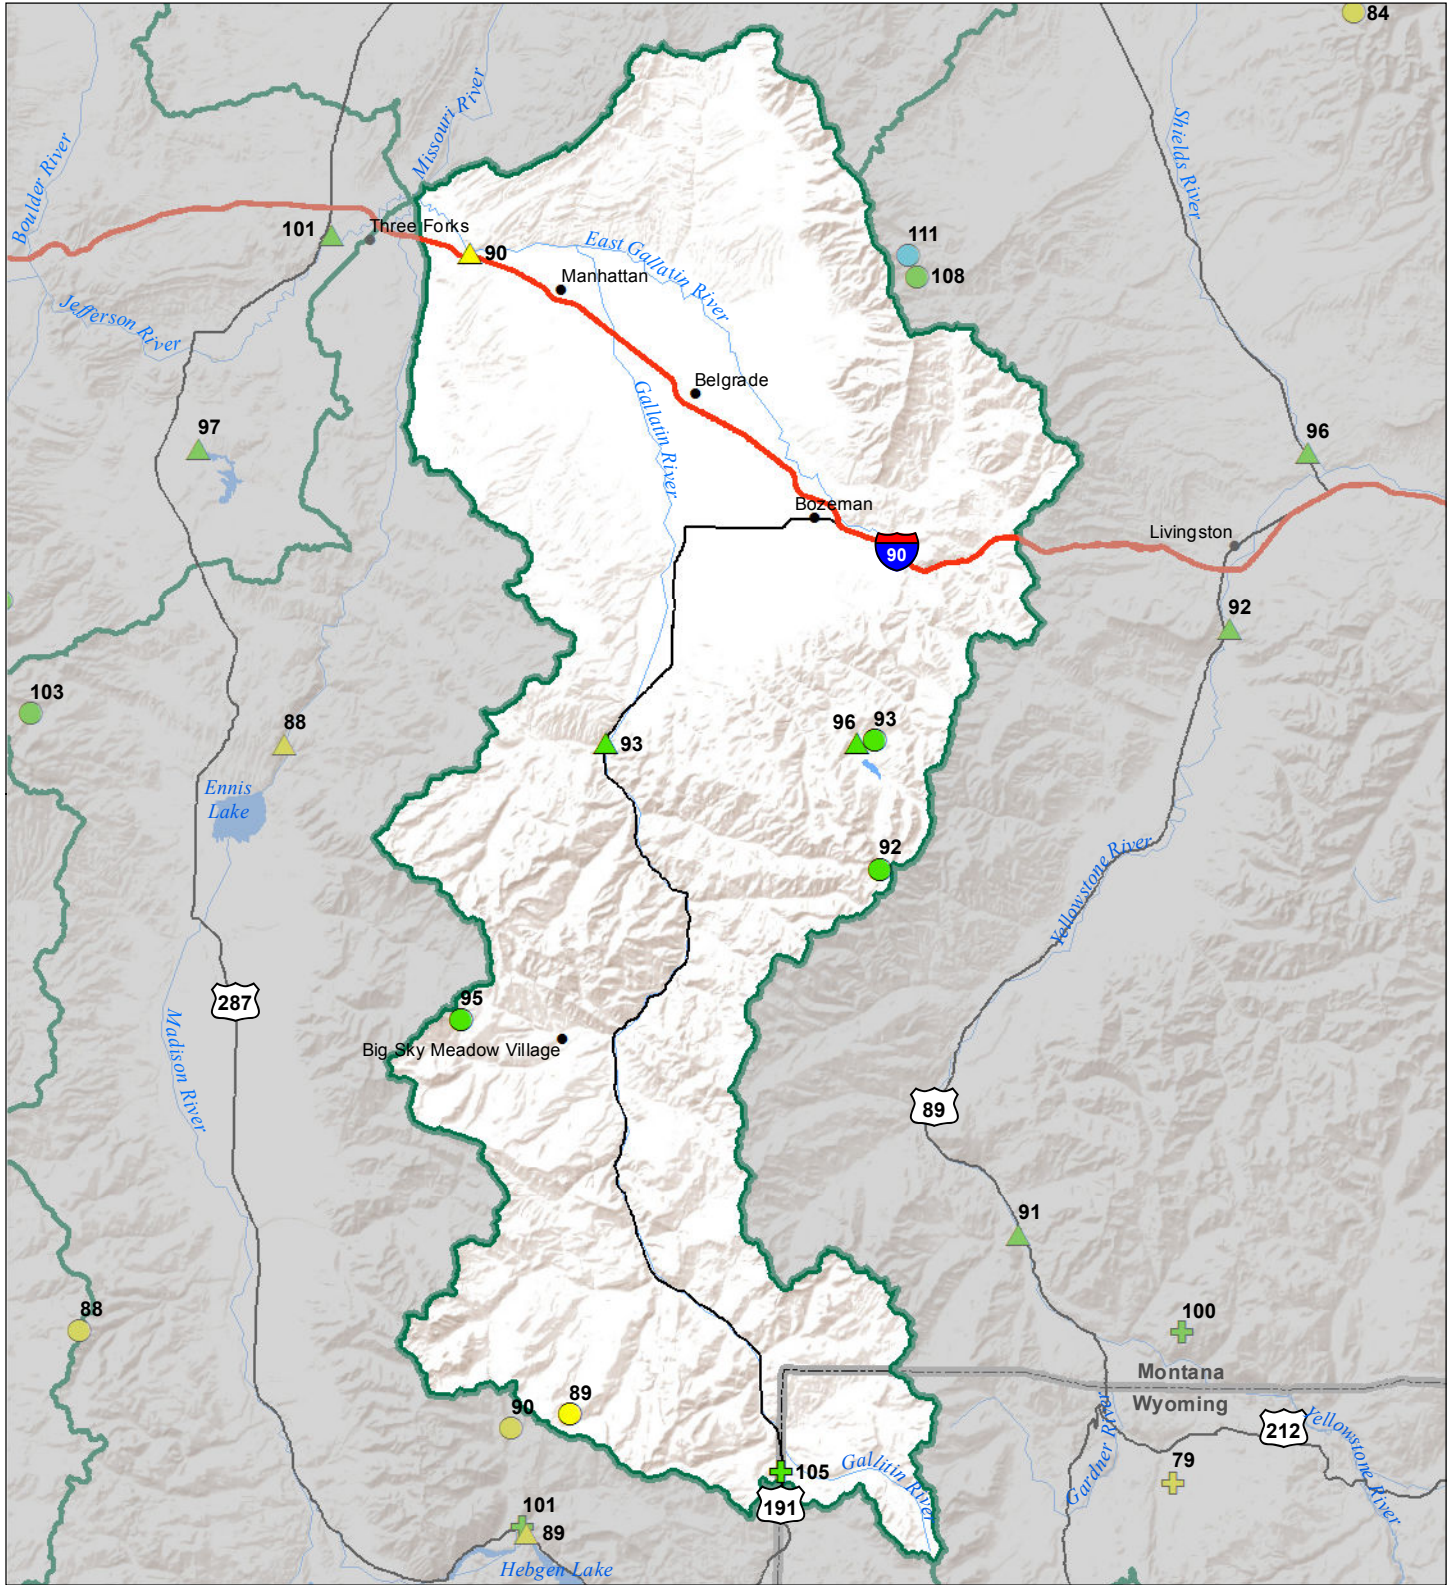 84
Missouri River
Boulder River
Shields River
101
Three Forks
90
East Gallatin River
111
108
Manhattan
Jefferson River
Belgrade
Gallatin River
97
96
Bozeman
90
Livingston
92
103
88
93
96
93
Ennis
Lake
92
Yellowstone River
95
287
Big Sky Meadow Village
Madison River
89
91
88
100
Montana
Wyoming
90
89
212
Yellowstone River
Gardner River
79
105
Gallitin River
191
101
89
Hebgen Lake